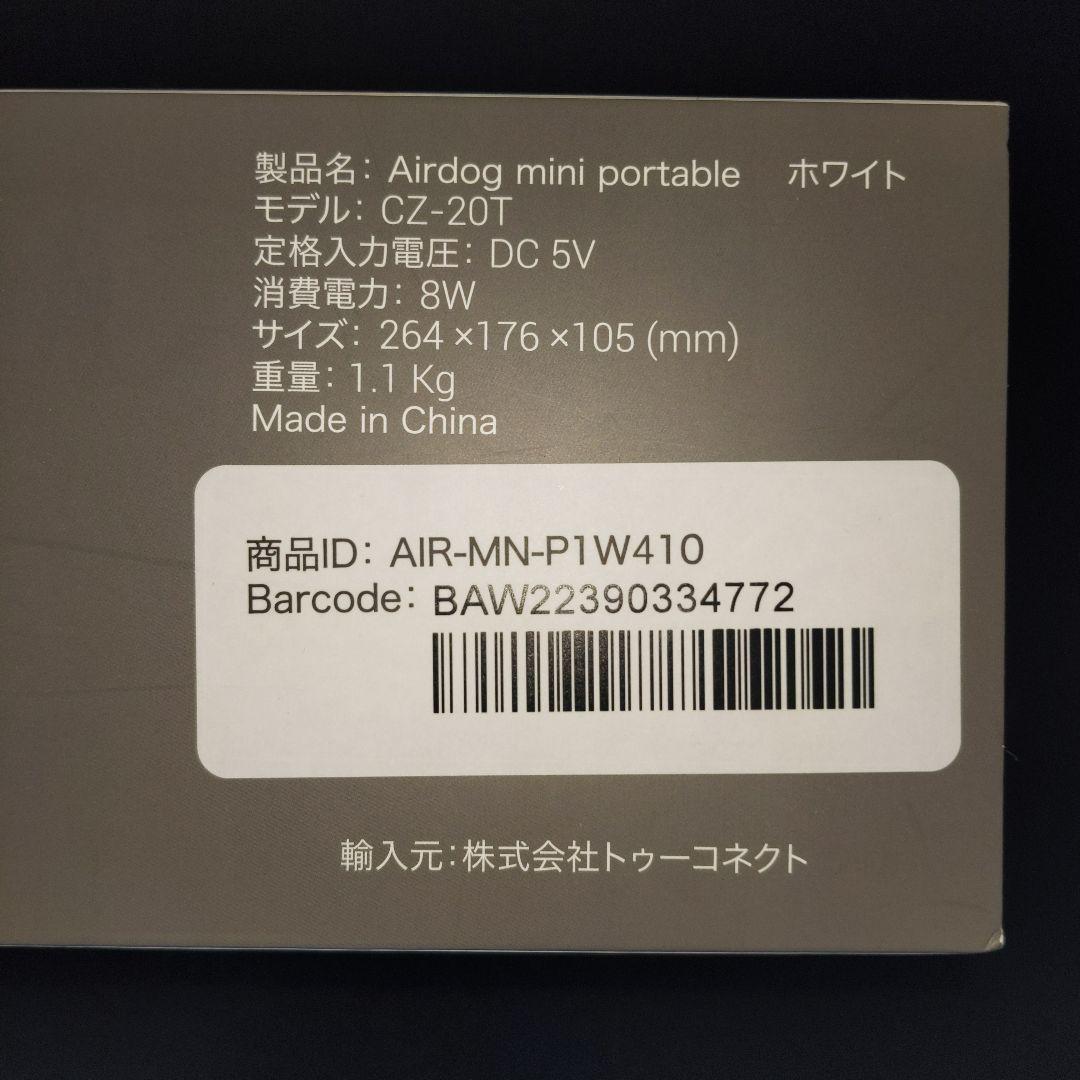 製品名: Airdog mini portable　ホワイト
モデル: CZ-20T
定格入力電圧: DC 5V
消費電力: 8W
サイズ: 264 ×176 ×105 (mm)
重量: 1.1 Kg
Made in China
商品ID: AIR-MN-P1W410
Barcode: BAW22390334772
輸入元:株式会社トゥーコネクト